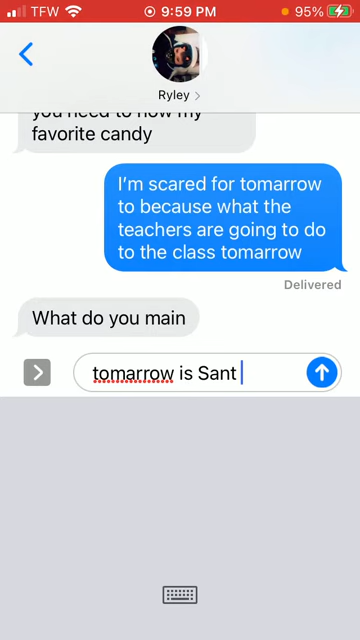 TFW 9:59 PM 95%
Ryley
you need to now my
favorite candy
I'm scared for tomarrow
to because what the
teachers are going to do
to the class tomarrow
Delivered
What do you main
tomarrow is Sant